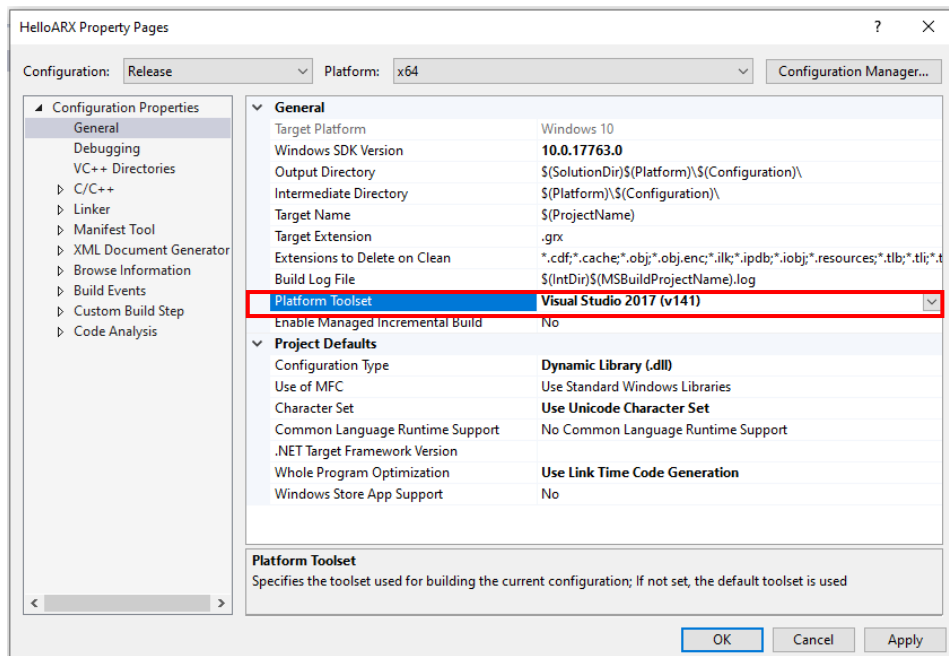 HelloARX Property Pages
Configuration: Release Platform: x64 Configuration Manager...
Configuration Properties
General
Debugging
VC++ Directories
C/C++
Linker
Manifest Tool
XML Document Generator
Browse Information
Build Events
Custom Build Step
Code Analysis
General
Target Platform Windows 10
Windows SDK Version 10.0.17763.0
Output Directory $(SolutionDir)$(Platform)\$(Configuration)\
Intermediate Directory $(Platform)\$(Configuration)\
Target Name $(ProjectName)
Target Extension .grx
Extensions to Delete on Clean *.cdf;*.cache;*.obj;*.obj.enc;*.ilk;*.ipdb;*.iobj;*.resources;*.tlb;*.tli;*.t
Build Log File $(IntDir)$(MSBuildProjectName).log
Platform Toolset Visual Studio 2017 (v141)
Enable Managed Incremental Build No
Project Defaults
Configuration Type Dynamic Library (.dll)
Use of MFC Use Standard Windows Libraries
Character Set Use Unicode Character Set
Common Language Runtime Support No Common Language Runtime Support
.NET Target Framework Version
Whole Program Optimization Use Link Time Code Generation
Windows Store App Support No
Platform Toolset
Specifies the toolset used for building the current configuration; If not set, the default toolset is used
OK Cancel Apply